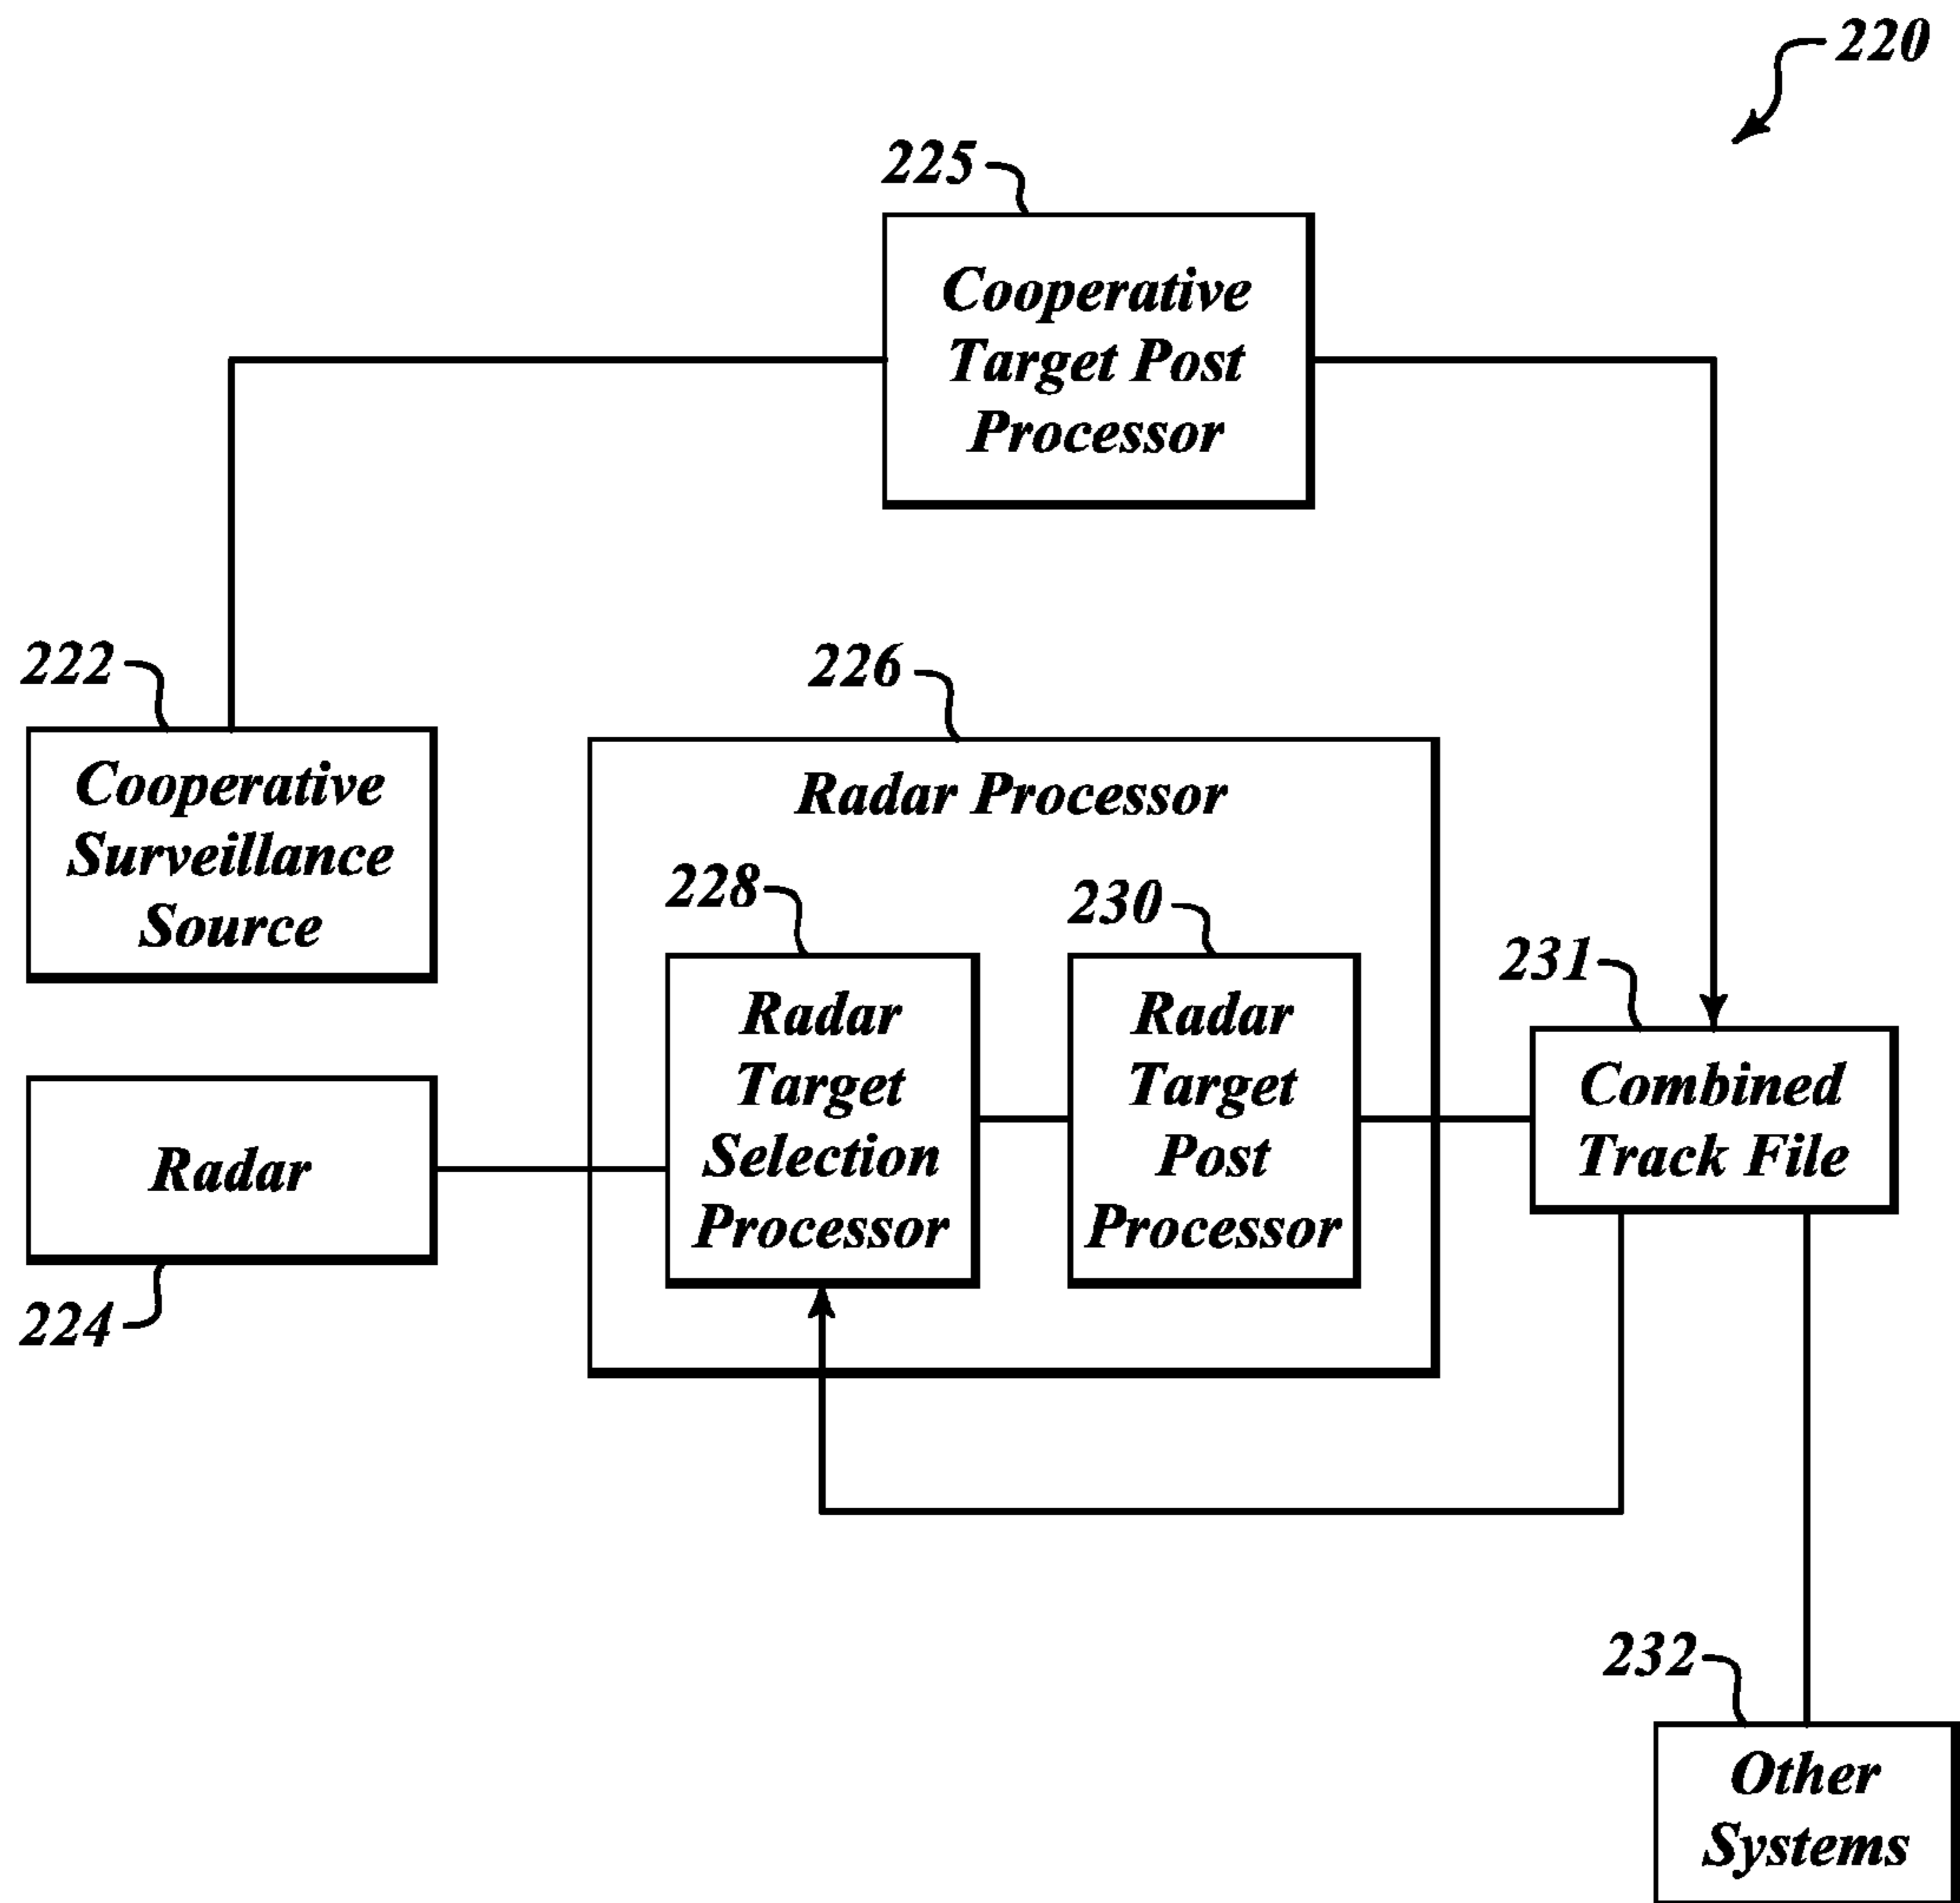 220
225
Cooperative
Target Post
Processor
222
Cooperative
Surveillance
Source
226
Radar Processor
228
Radar
Target
Selection
Processor
230
Radar
Target
Post
Processor
231
Combined
Track File
Radar
224
232
Other
Systems